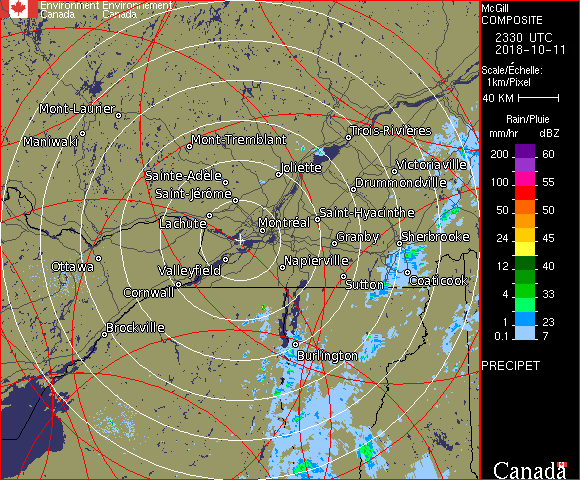 Environment Environnement
Canada Canada
McGill
COMPOSITE
2330 UTC
2018-10-11
Scale/Échelle:
1km/Pixel
40 KM
Rain/Pluie
mm/hr dBZ
200 60
55
100 55
50 50
24 45
12 40
4 33
0.1 23
7
PRECIPET
Canada
Mont-Laurier
Maniwaki
Mont-Tremblant
Trois-Rivières
Sainte-Adèle
Joliette
Victoriaville
Saint-Jérôme
Drummondville
Lachute
Montréal
Saint-Hyacinthe
Granby
Sherbrooke
Ottawa
Valleyfield
Napierville
Cornwall
Sutton
Coaticook
Brockville
Burlington